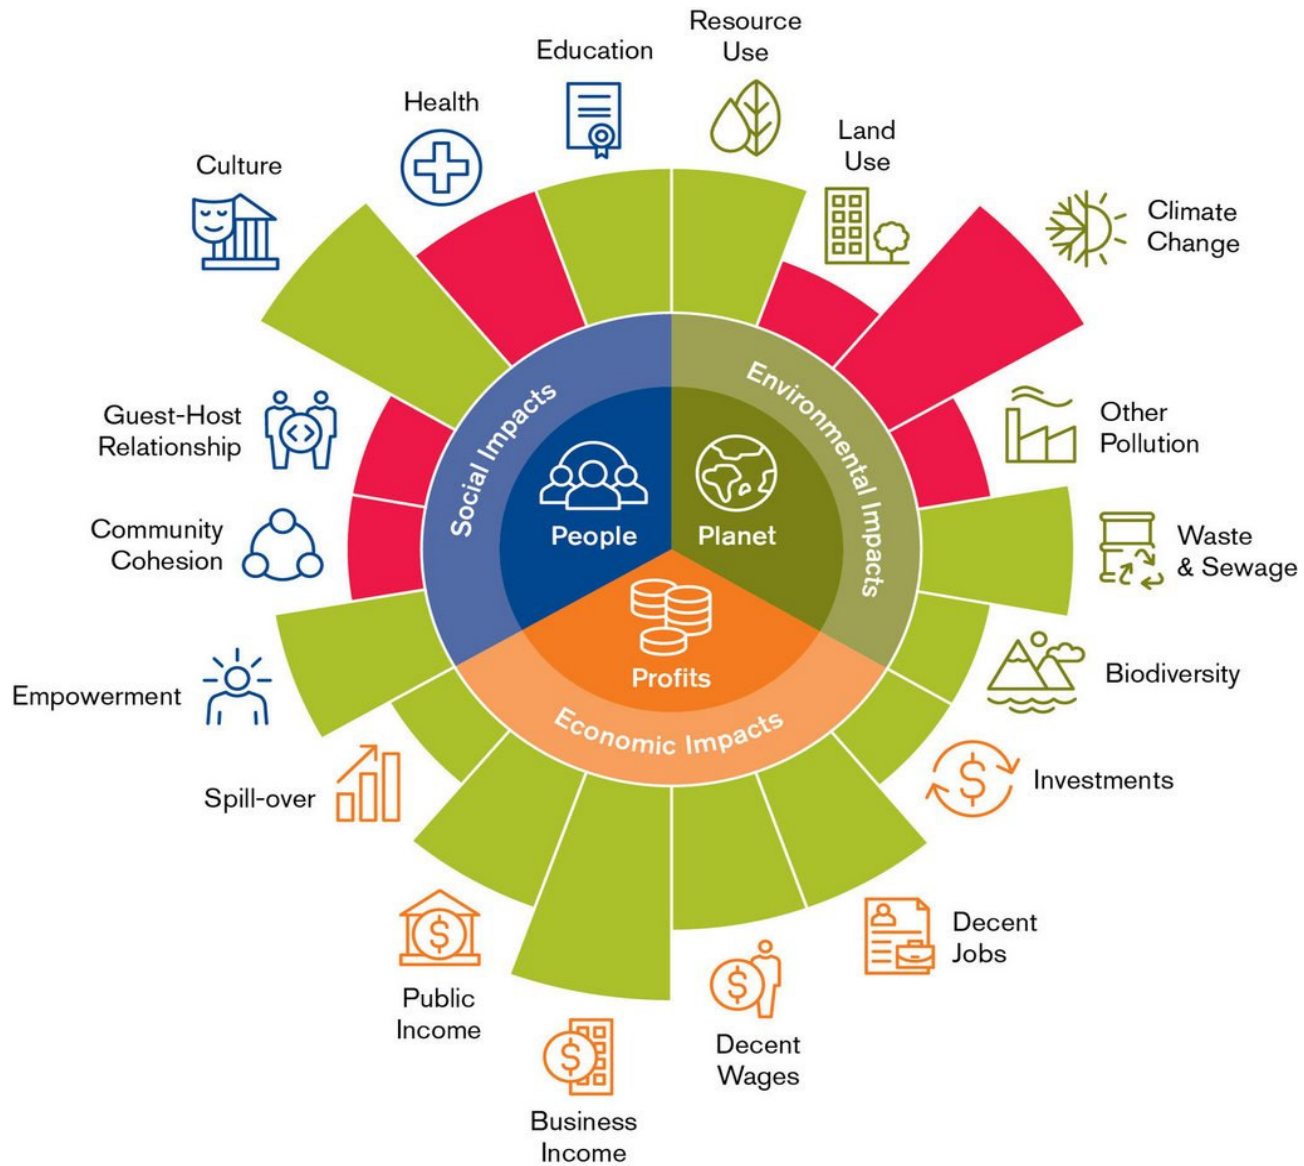 Resource
Use
Education
Health
Land
Use
Culture
Climate
Change
Guest-Host
Relationship
Other
Pollution
Social Impacts
Environmental Impacts
People
Planet
Community
Cohesion
Waste
& Sewage
Profits
Empowerment
Biodiversity
Economic Impacts
Spill-over
Investments
Decent
Jobs
Public
Income
Decent
Wages
Business
Income